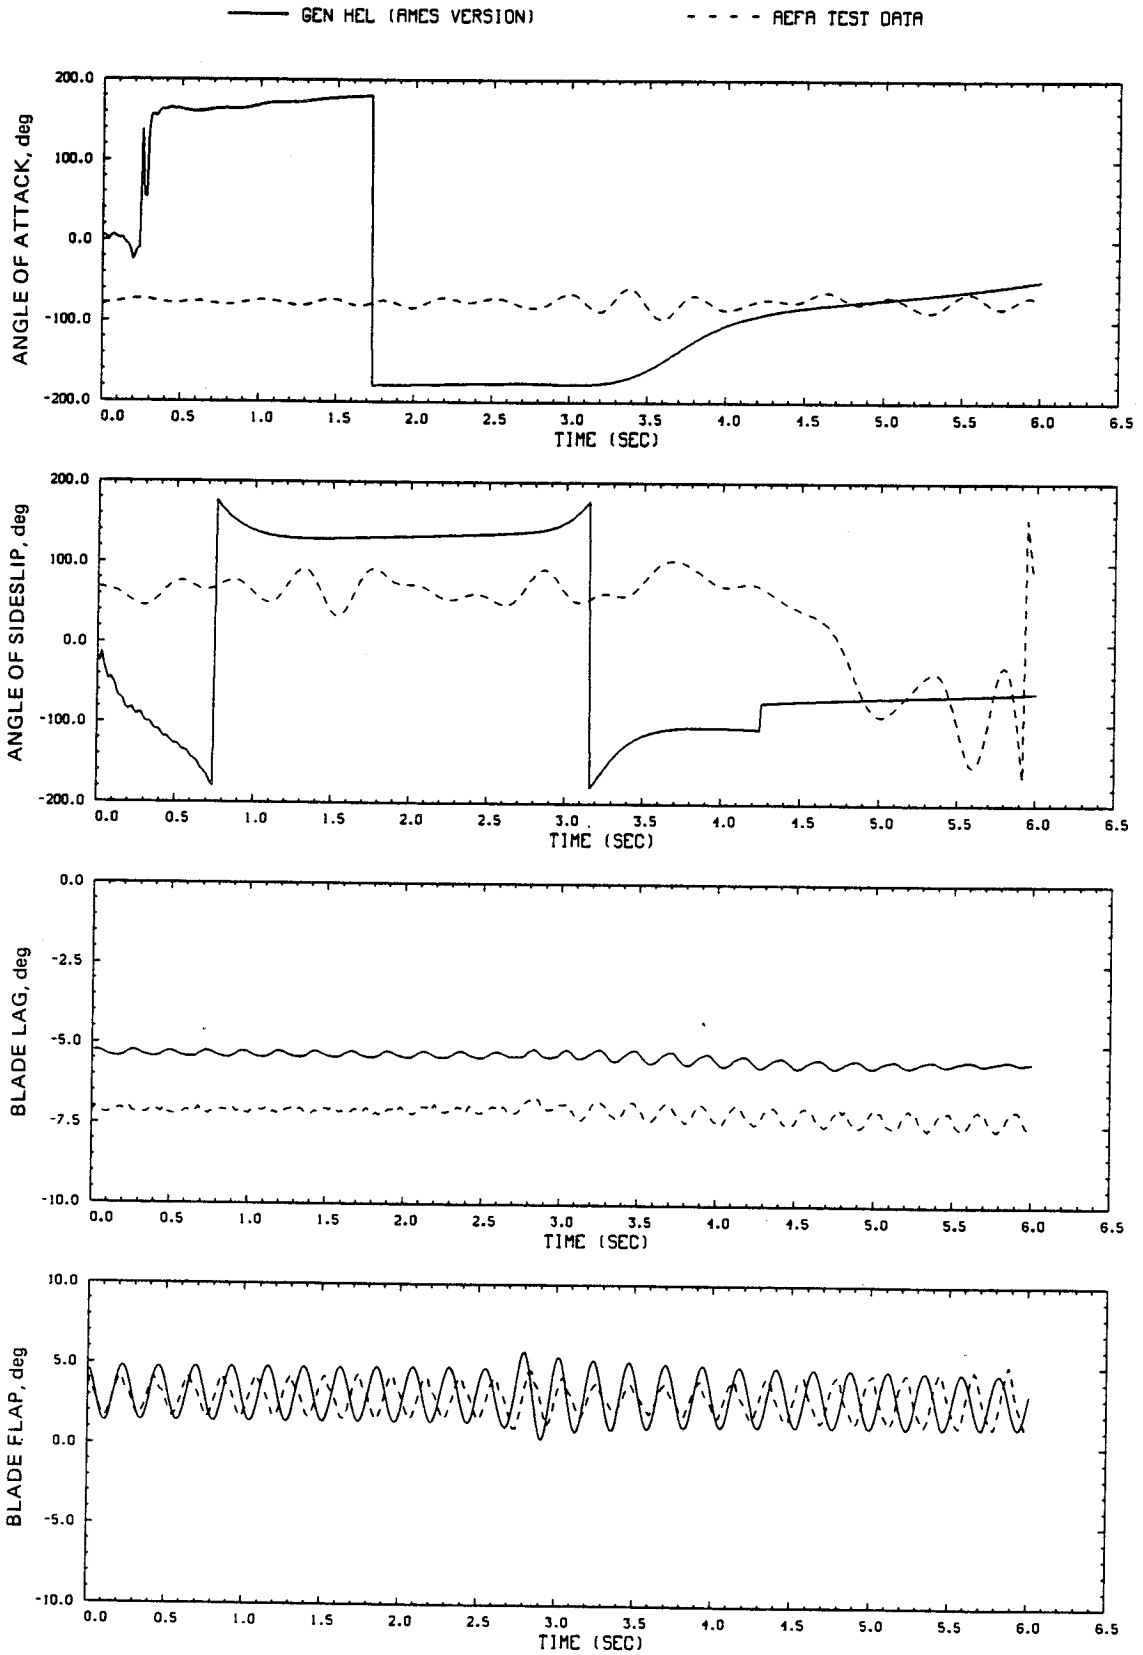 GEN HEL (AMES VERSION)
AEFA TEST DATA
ANGLE OF ATTACK, deg
200.0
100.0
0.0
-100.0
-200.0
0.0 0.5 1.0 1.5 2.0 2.5 3.0 3.5 4.0 4.5 5.0 5.5 6.0 6.5
TIME (SEC)
ANGLE OF SIDESLIP, deg
200.0
100.0
0.0
-100.0
-200.0
0.0 0.5 1.0 1.5 2.0 2.5 3.0 3.5 4.0 4.5 5.0 5.5 6.0 6.5
TIME (SEC)
BLADE LAG, deg
0.0
-2.5
-5.0
-7.5
-10.0
0.0 0.5 1.0 1.5 2.0 2.5 3.0 3.5 4.0 4.5 5.0 5.5 6.0 6.5
TIME (SEC)
BLADE FLAP, deg
10.0
5.0
0.0
-5.0
-10.0
0.0 0.5 1.0 1.5 2.0 2.5 3.0 3.5 4.0 4.5 5.0 5.5 6.0 6.5
TIME (SEC)